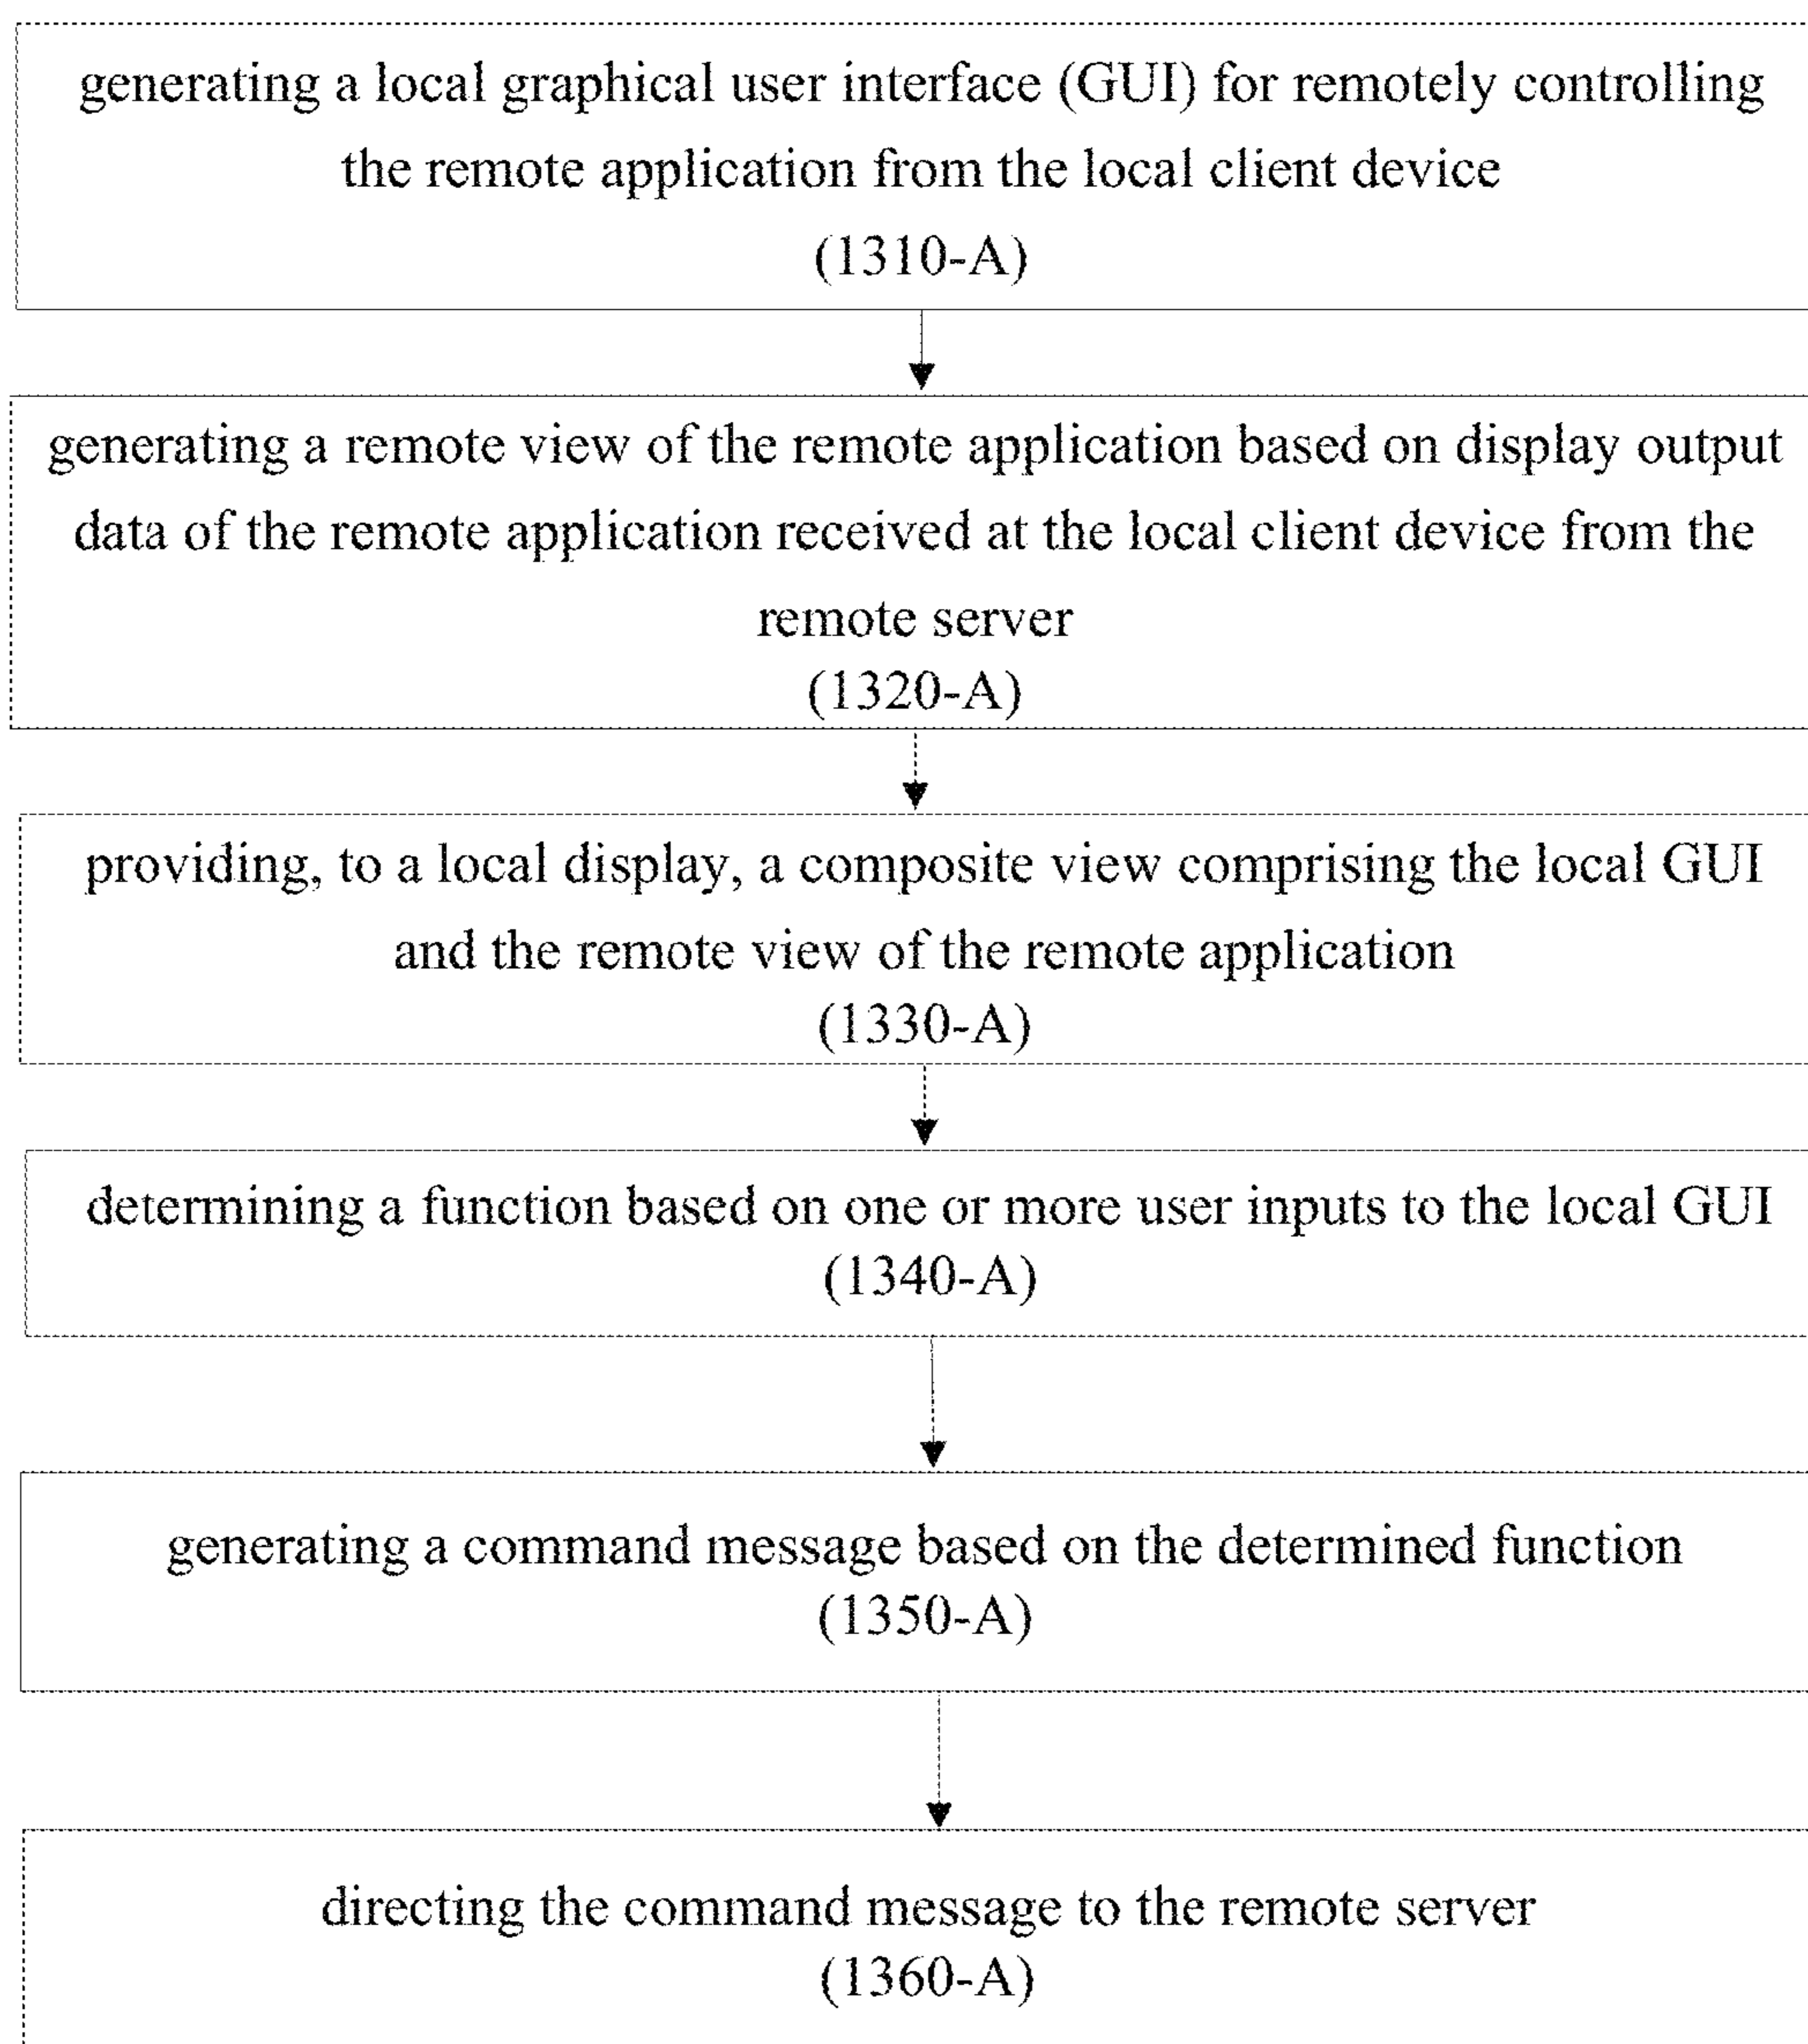 generating a local graphical user interface (GUI) for remotely controlling
the remote application from the local client device
(1310-A)
generating a remote view of the remote application based on display output
data of the remote application received at the local client device from the
remote server
(1320-A)
providing, to a local display, a composite view comprising the local GUI
and the remote view of the remote application
(1330-A)
determining a function based on one or more user inputs to the local GUI
(1340-A)
generating a command message based on the determined function
(1350-A)
directing the command message to the remote server
(1360-A)